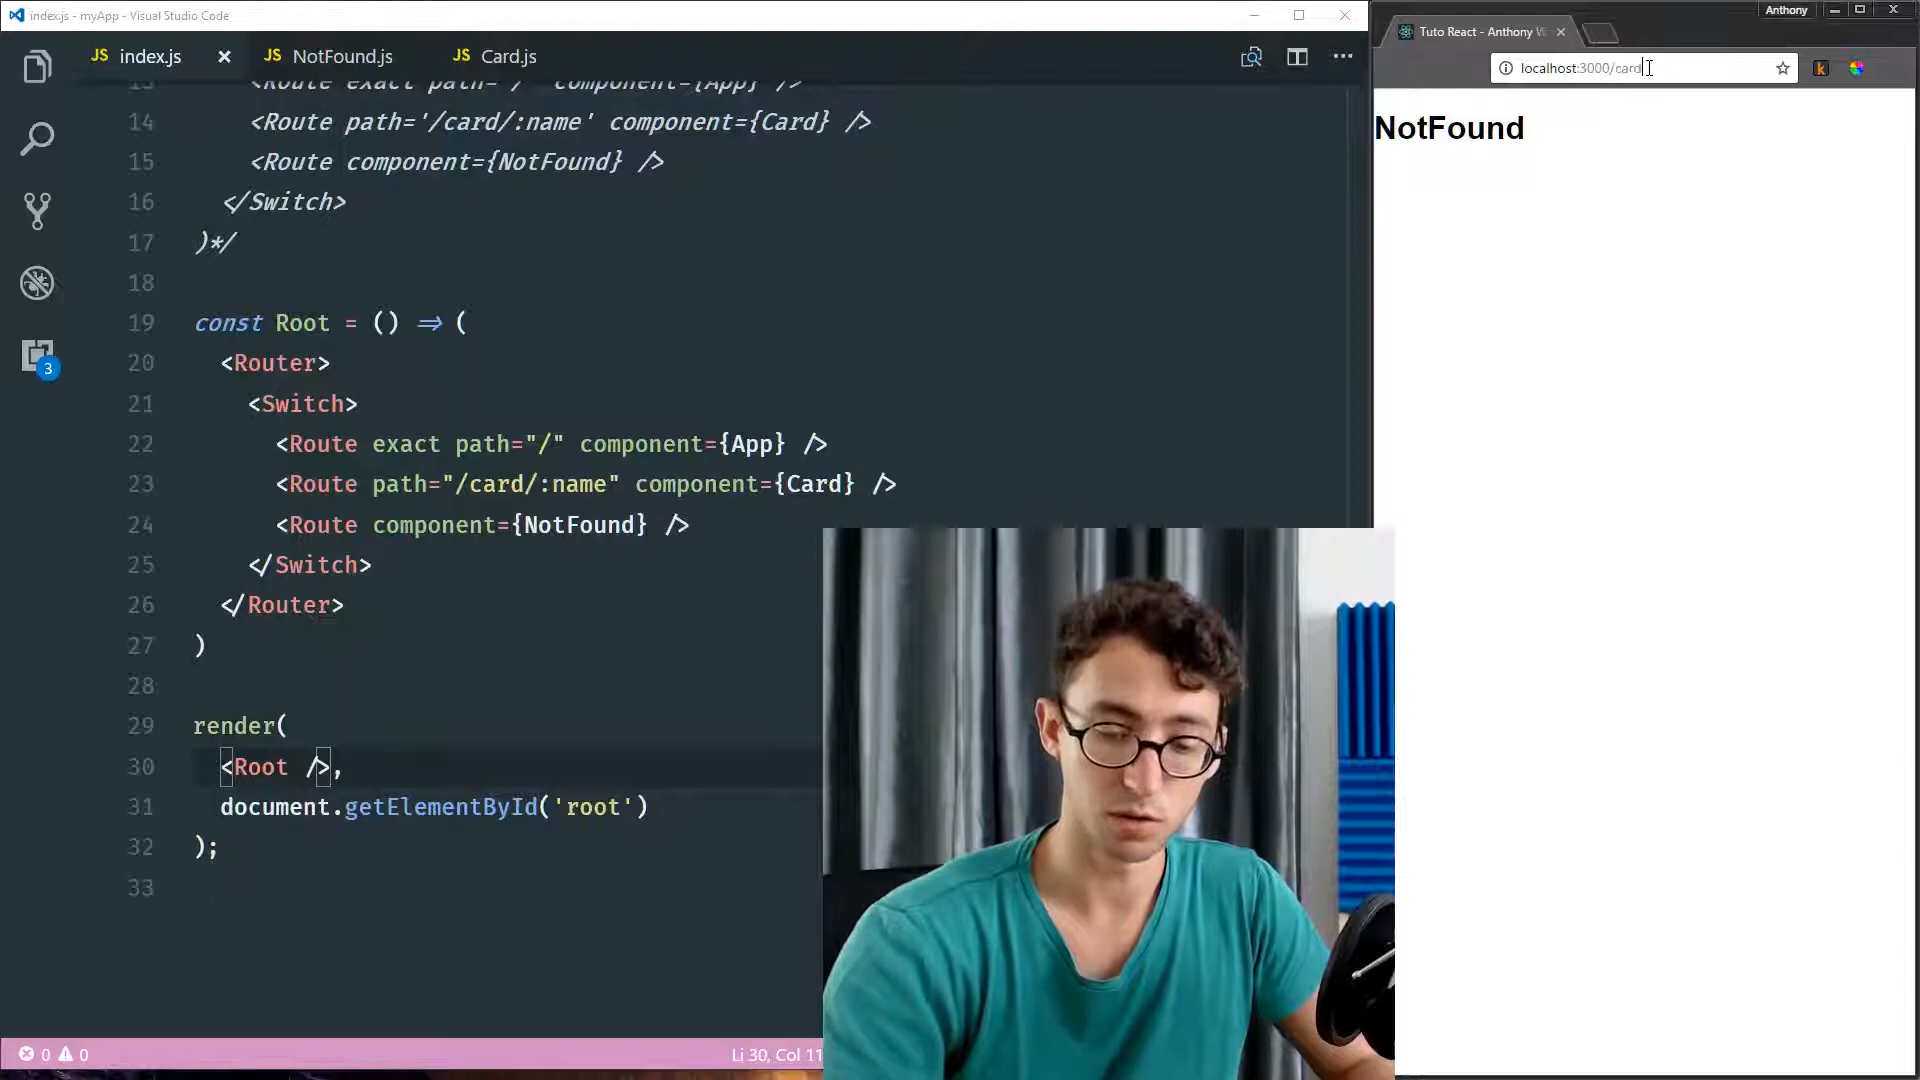 index.js - myApp - Visual Studio Code
JS index.js JS NotFound.js JS Card.js
13 <Route exact path='/' component={App} />
14 <Route path='/card/:name' component={Card} />
15 <Route component={NotFound} />
16 </Switch>
17 )*/
18
19 const Root = () => (
20 <Router>
21 <Switch>
22 <Route exact path="/" component={App} />
23 <Route path="/card/:name" component={Card} />
24 <Route component={NotFound} />
25 </Switch>
26 </Router>
27 )
28
29 render(
30 <Root />,
31 document.getElementById('root')
32 );
33
3
0 0
Li 30, Col 11
Anthony
Tuto React - Anthony
localhost:3000/card
k
NotFound